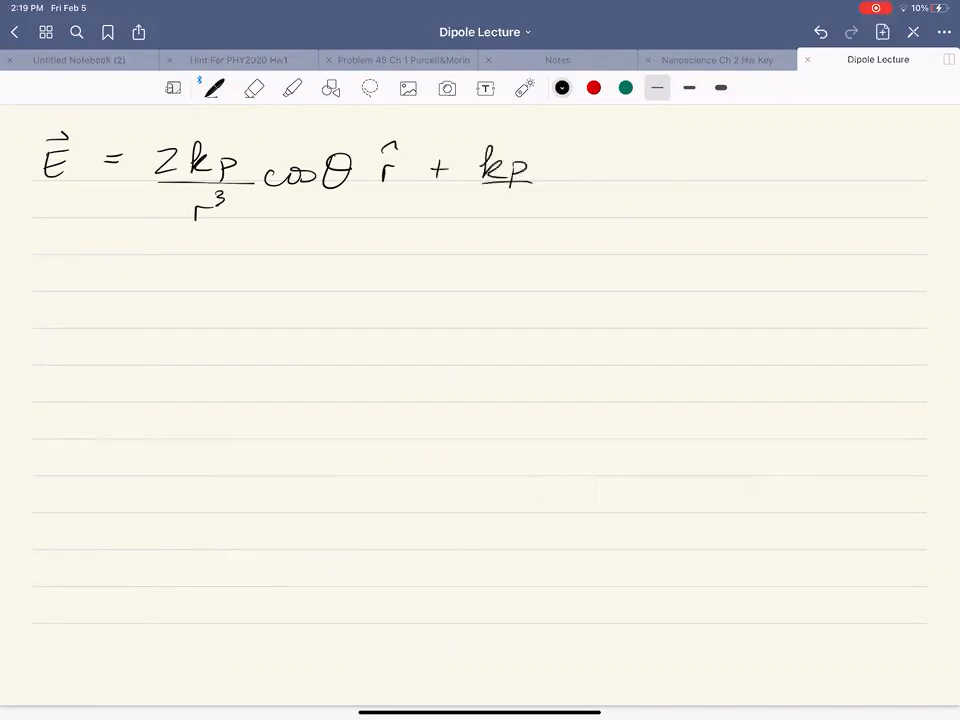 2:19 PM Fri Feb 5
10%
Dipole Lecture
Untitled Notebook (2)
Hint For PHY2020 Hw1
Problem 45 Ch 1 Purcell&Morin
Notes
Nanoscience Ch 2 Hw Key
Dipole Lecture
E⃗ = 2kp/r³ cosθ r̂ + kp